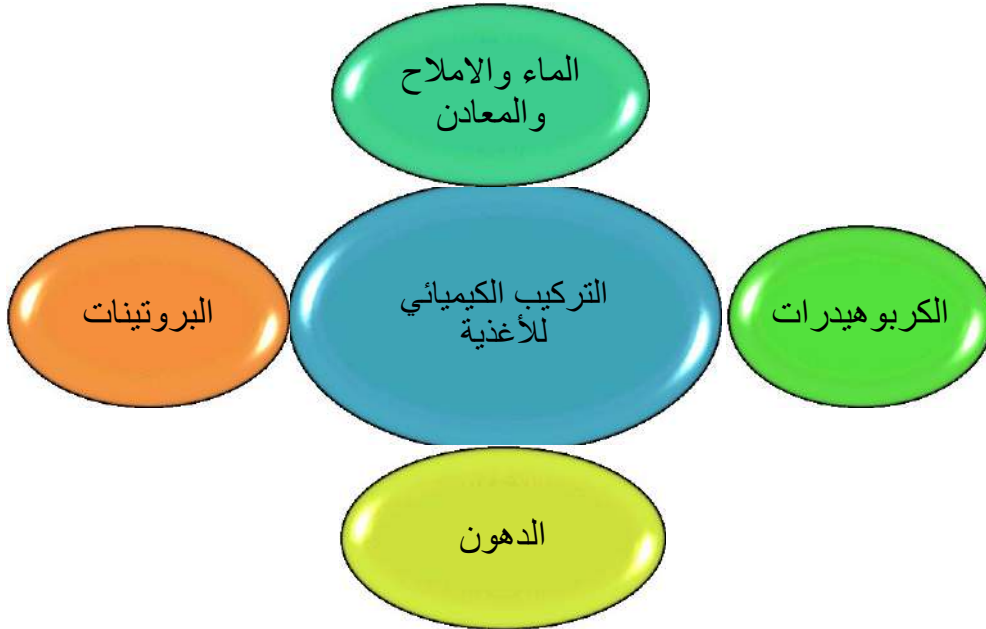 الماء والاملاح
والمعادن
الكربوهيدرات
التركيب الكيميائي
للأغذية
البروتينات
الدهون